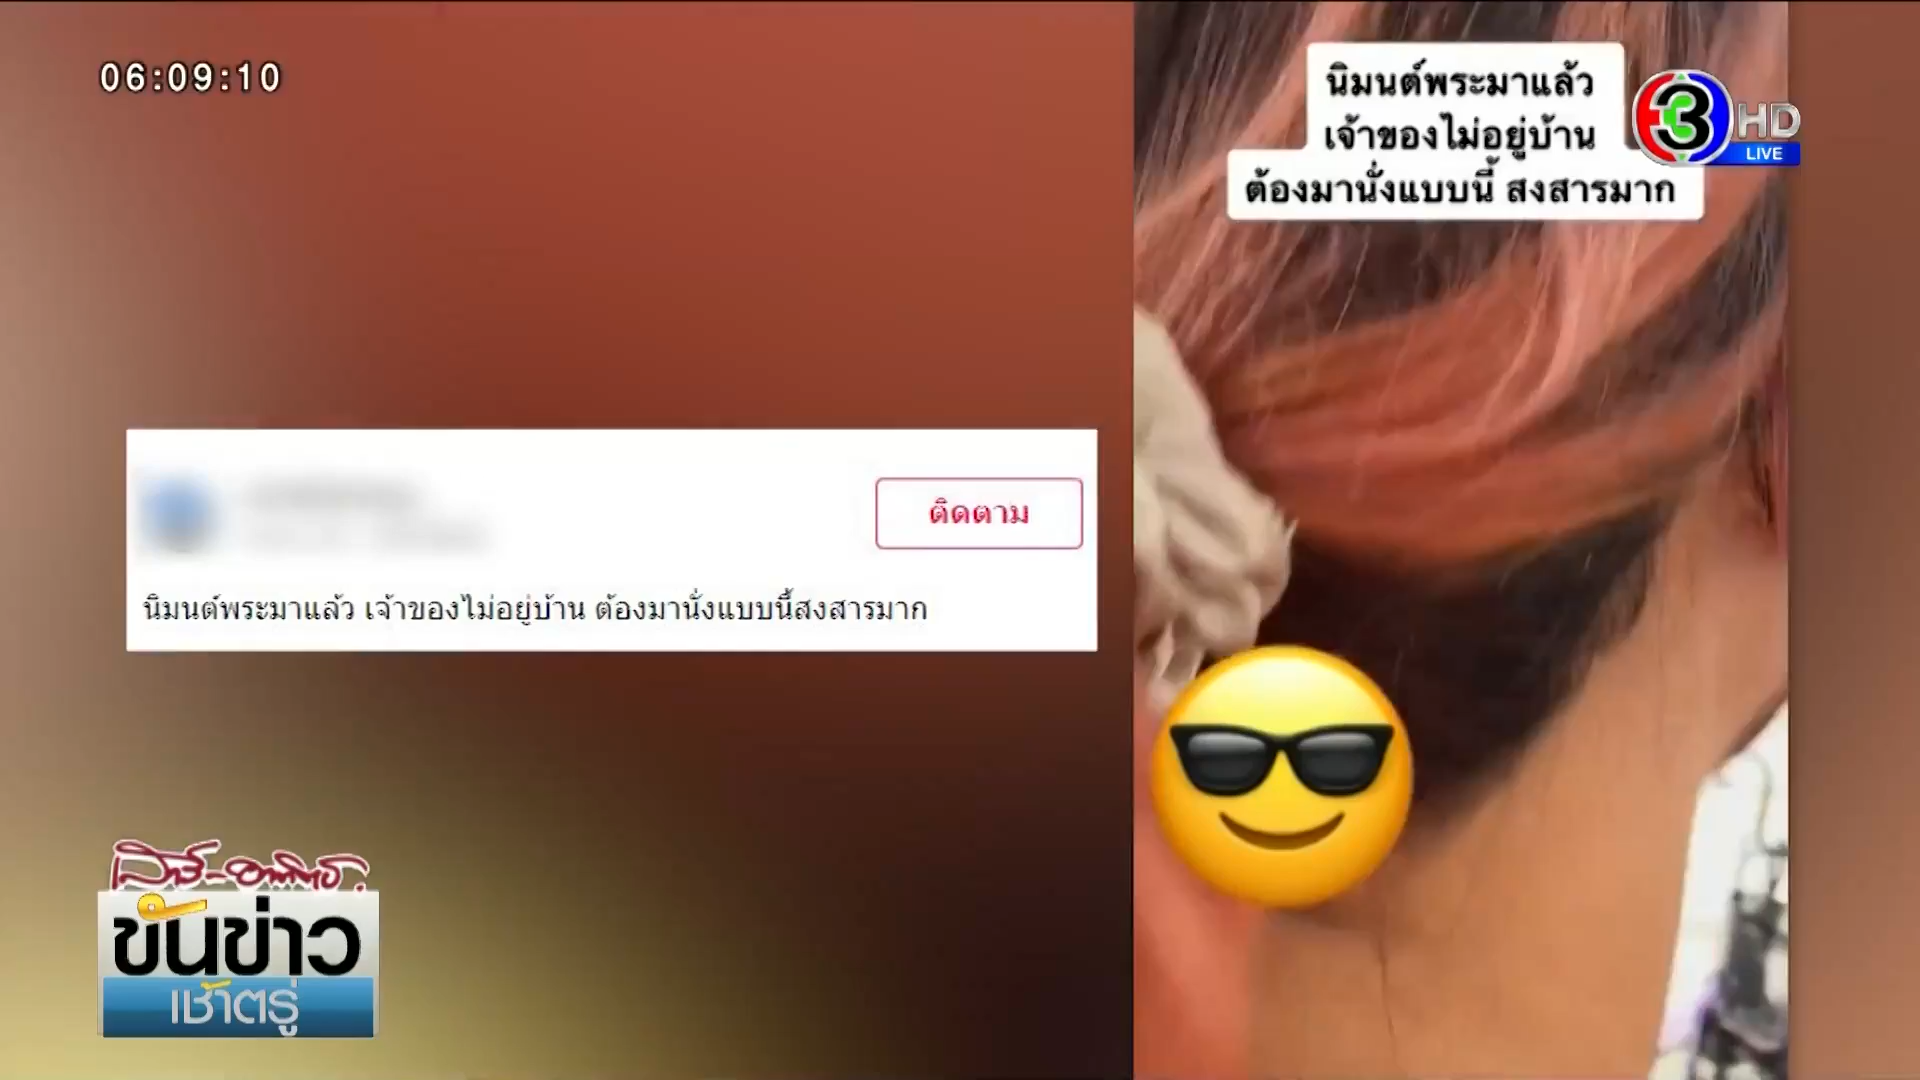 06:09:10
นิมนต์พระมาแล้ว
เจ้าของไม่อยู่บ้าน
ต้องมานั่งแบบนี้ สงสารมาก
3 HD
LIVE
ติดตาม
นิมนต์พระมาแล้ว เจ้าของไม่อยู่บ้าน ต้องมานั่งแบบนี้สงสารมาก
ขันข่าว
เช้าตรู่